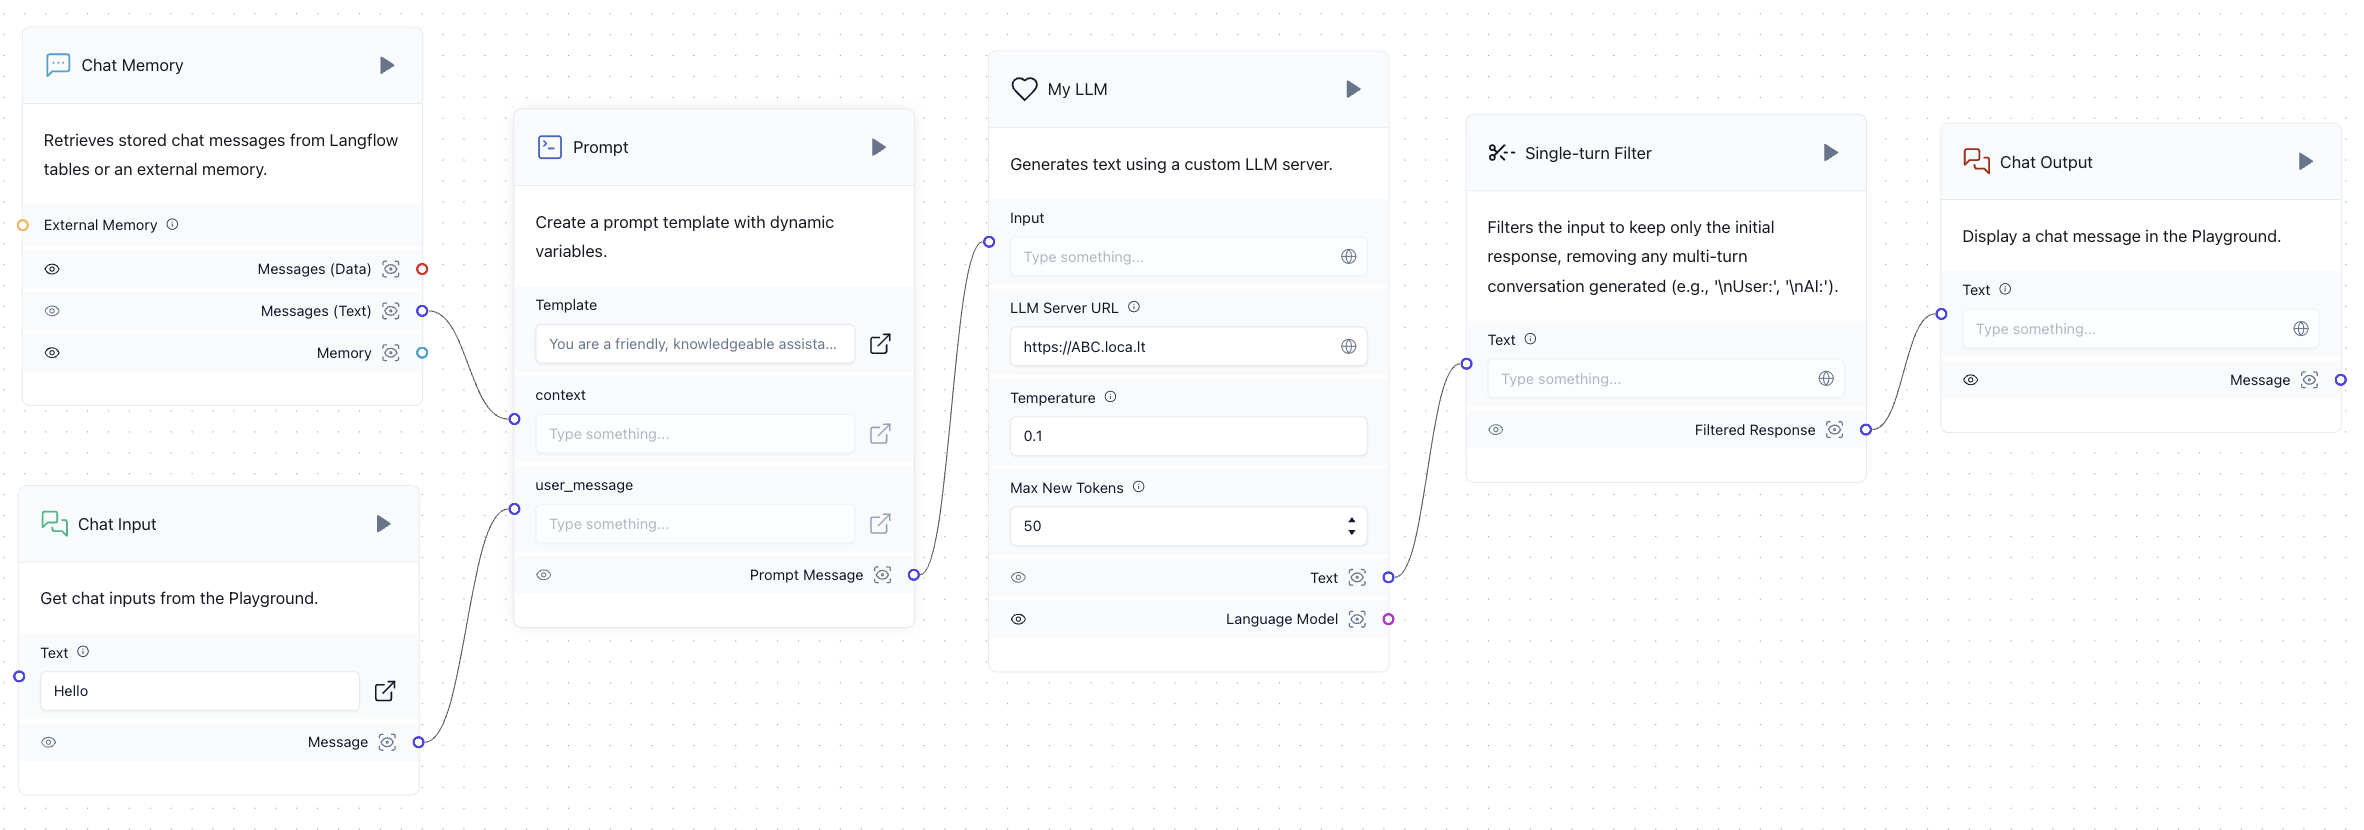 Chat Memory
Retrieves stored chat messages from Langflow
tables or an external memory.
External Memory
Messages (Data)
Messages (Text)
Memory
Chat Input
Get chat inputs from the Playground.
Text
Hello
Message
Prompt
Create a prompt template with dynamic
variables.
Template
You are a friendly, knowledgeable assista...
context
Type something...
user_message
Type something...
Prompt Message
My LLM
Generates text using a custom LLM server.
Input
Type something...
LLM Server URL
https://ABC.loca.lt
Temperature
0.1
Max New Tokens
50
Text
Language Model
Single-turn Filter
Filters the input to keep only the initial
response, removing any multi-turn
conversation generated (e.g., '\nUser:', '\nAI:').
Text
Type something...
Filtered Response
Chat Output
Display a chat message in the Playground.
Text
Type something...
Message